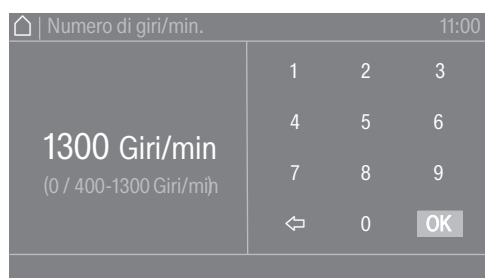 | Numero di giri/min. 11:00
1300 Giri/min
(0 / 400-1300 Giri/min)
1 2 3
4 5 6
7 8 9
0 OK